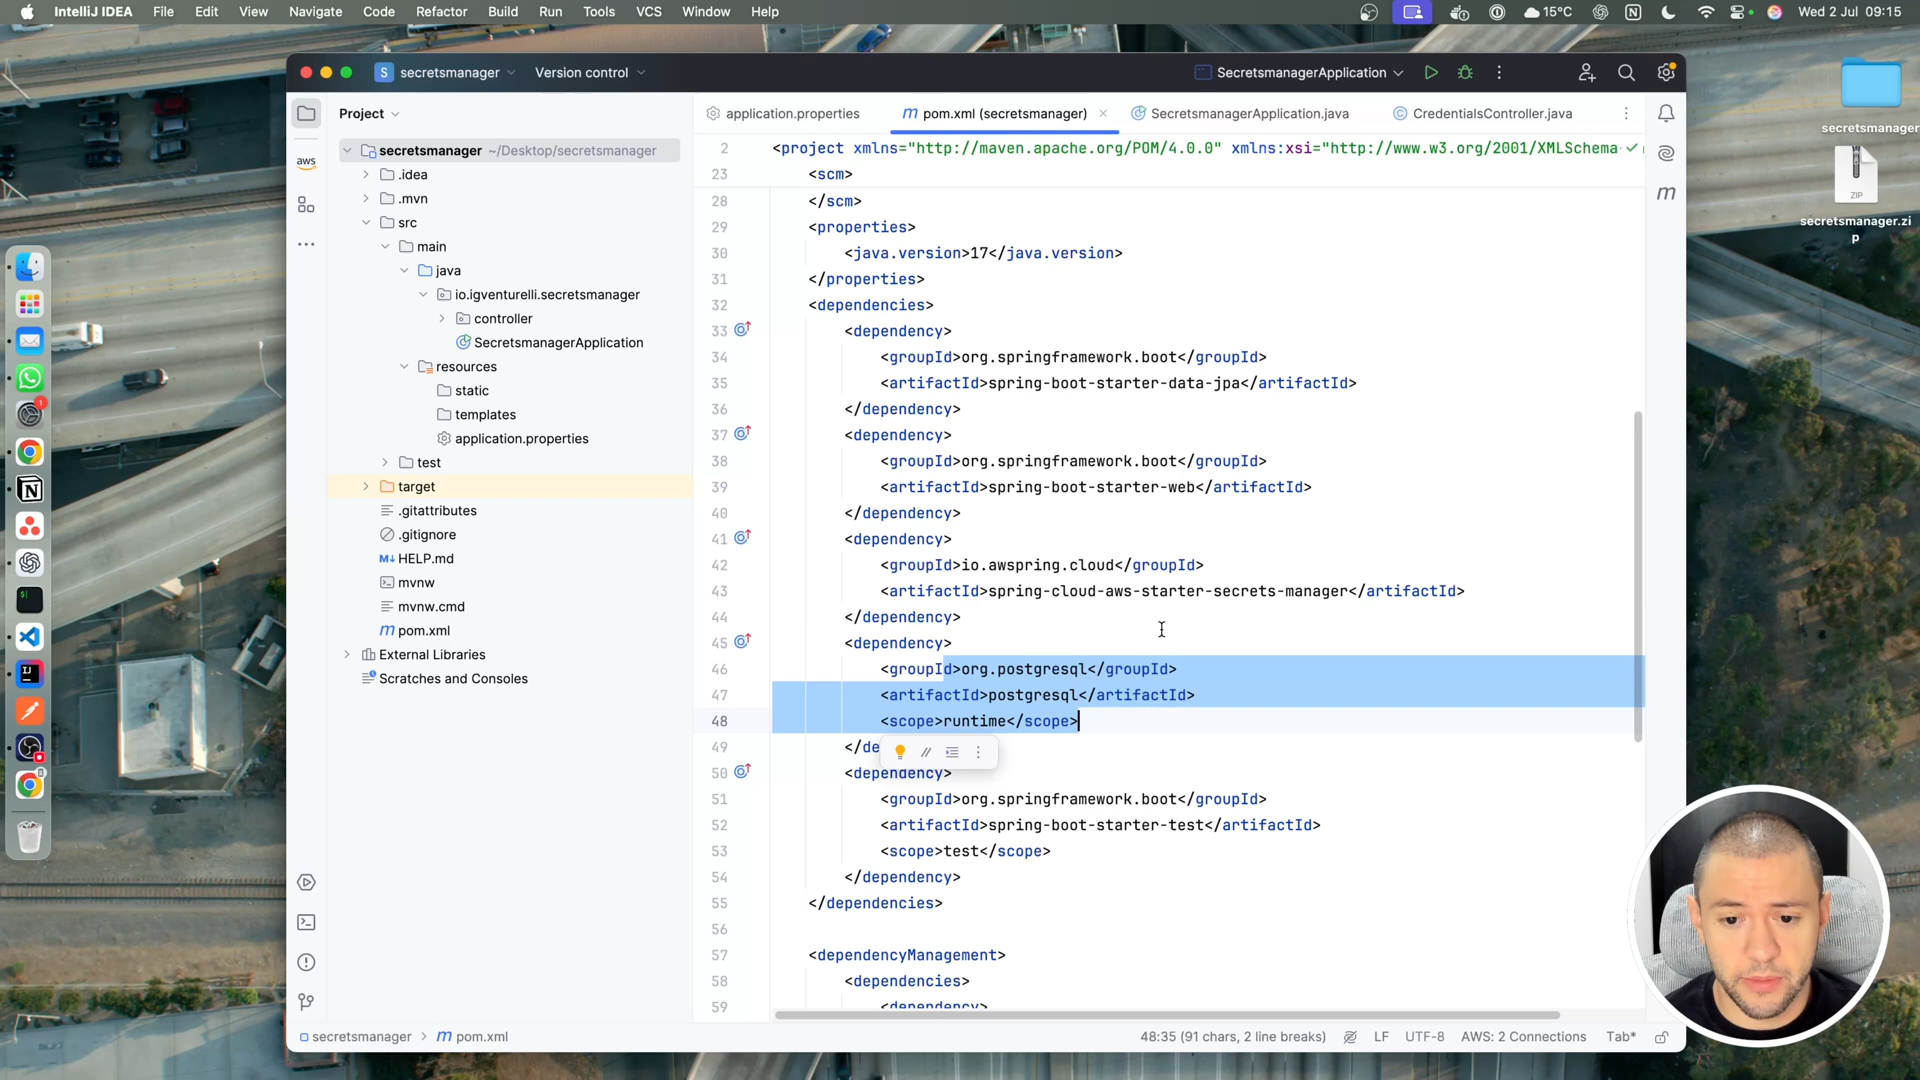 IntelliJ IDEA File Edit View Navigate Code Refactor Build Run Tools VCS Window Help
15°C Wed 2 Jul 09:15
S secretsmanager Version control SecretsmanagerApplication
secretsmanager
ZIP
secretsmanager.zi
p
Project
aws
secretsmanager ~/Desktop/secretsmanager
.idea
.mvn
src
main
java
io.igventurelli.secretsmanager
controller
SecretsmanagerApplication
resources
static
templates
application.properties
test
target
.gitattributes
.gitignore
M↓ HELP.md
mvnw
mvnw.cmd
m pom.xml
External Libraries
Scratches and Consoles
application.properties m pom.xml (secretsmanager) SecretsmanagerApplication.java CredentialsController.java
2 <project xmlns="http://maven.apache.org/POM/4.0.0" xmlns:xsi="http://www.w3.org/2001/XMLSchema
23 <scm>
28 </scm>
29 <properties>
30 <java.version>17</java.version>
31 </properties>
32 <dependencies>
33 <dependency>
34 <groupId>org.springframework.boot</groupId>
35 <artifactId>spring-boot-starter-data-jpa</artifactId>
36 </dependency>
37 <dependency>
38 <groupId>org.springframework.boot</groupId>
39 <artifactId>spring-boot-starter-web</artifactId>
40 </dependency>
41 <dependency>
42 <groupId>io.awspring.cloud</groupId>
43 <artifactId>spring-cloud-aws-starter-secrets-manager</artifactId>
44 </dependency>
45 <dependency>
46 <groupId>org.postgresql</groupId>
47 <artifactId>postgresql</artifactId>
48 <scope>runtime</scope>
49 </de
50 <dependency>
51 <groupId>org.springframework.boot</groupId>
52 <artifactId>spring-boot-starter-test</artifactId>
53 <scope>test</scope>
54 </dependency>
55 </dependencies>
56
57 <dependencyManagement>
58 <dependencies>
59 <dependency>
secretsmanager > m pom.xml
48:35 (91 chars, 2 line breaks) LF UTF-8 AWS: 2 Connections Tab*